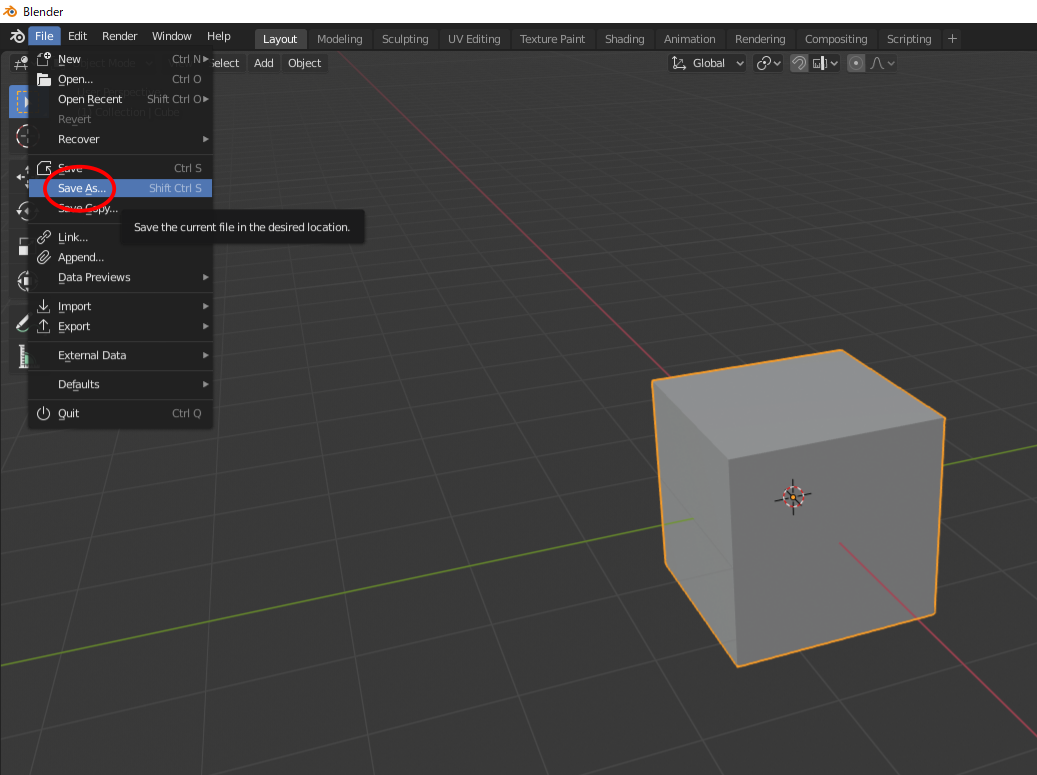 Blender
File Edit Render Window Help Layout Modeling Sculpting UV Editing Texture Paint Shading Animation Rendering Compositing Scripting +
Select Add Object Global
New Ctrl N
Open... Ctrl O
Open Recent Shift Ctrl O
Revert
Recover
Save Ctrl S
Save As... Shift Ctrl S
Save Copy...
Save the current file in the desired location.
Link...
Append...
Data Previews
Import
Export
External Data
Defaults
Quit Ctrl Q